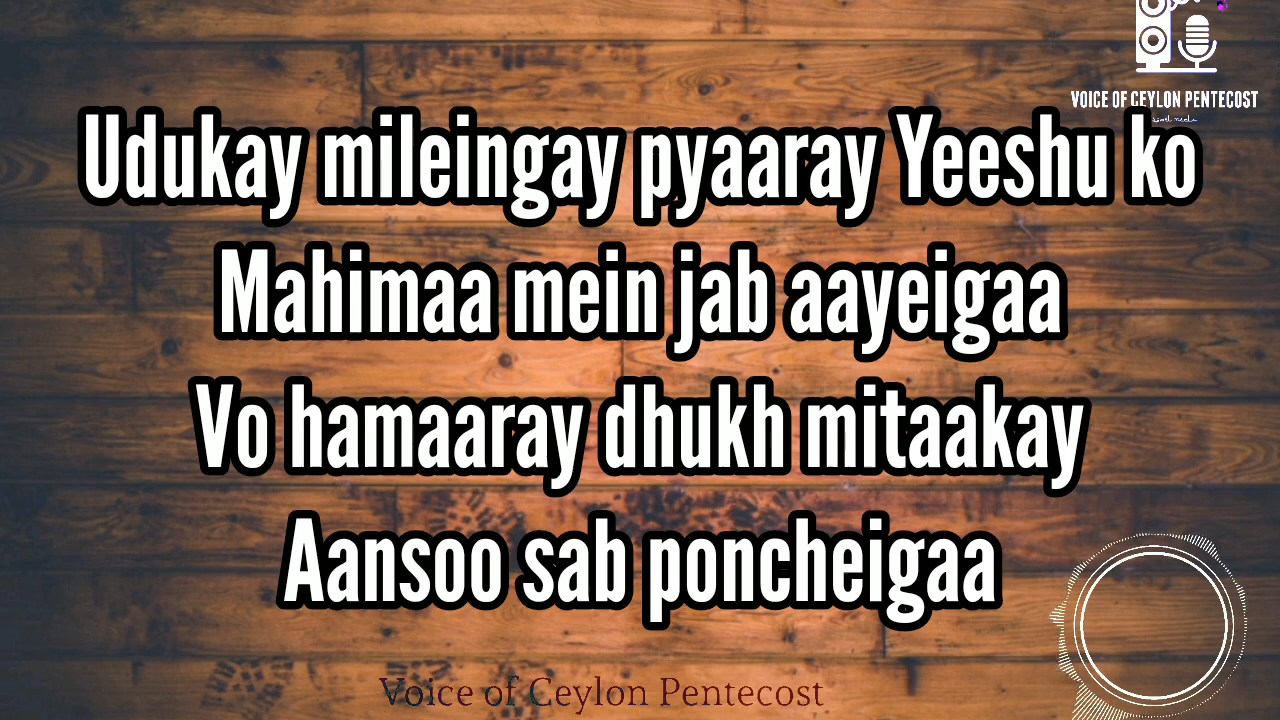 VOICE OF CEYLON PENTECOST
Udukay mileingay pyaaray Yeeshu ko
Mahimaa mein jab aayeigaa
Vo hamaaray dhukh mitaakay
Aansoo sab poncheigaa
Voice of Ceylon Pentecost